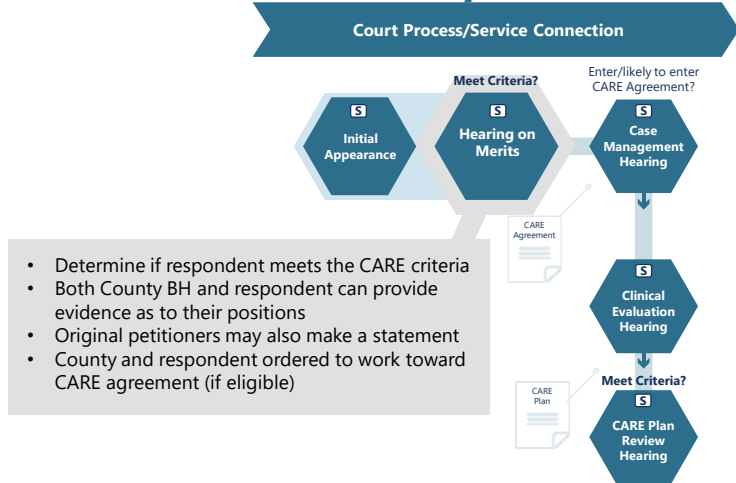 Court Process/Service Connection
Meet Criteria?
Enter/likely to enter
CARE Agreement?
S
Initial
Appearance
S
Hearing on
Merits
S
Case
Management
Hearing
CARE
Agreement
• Determine if respondent meets the CARE criteria
• Both County BH and respondent can provide
evidence as to their positions
• Original petitioners may also make a statement
• County and respondent ordered to work toward
CARE agreement (if eligible)
S
Clinical
Evaluation
Hearing
Meet Criteria?
CARE
Plan
S
CARE Plan
Review
Hearing